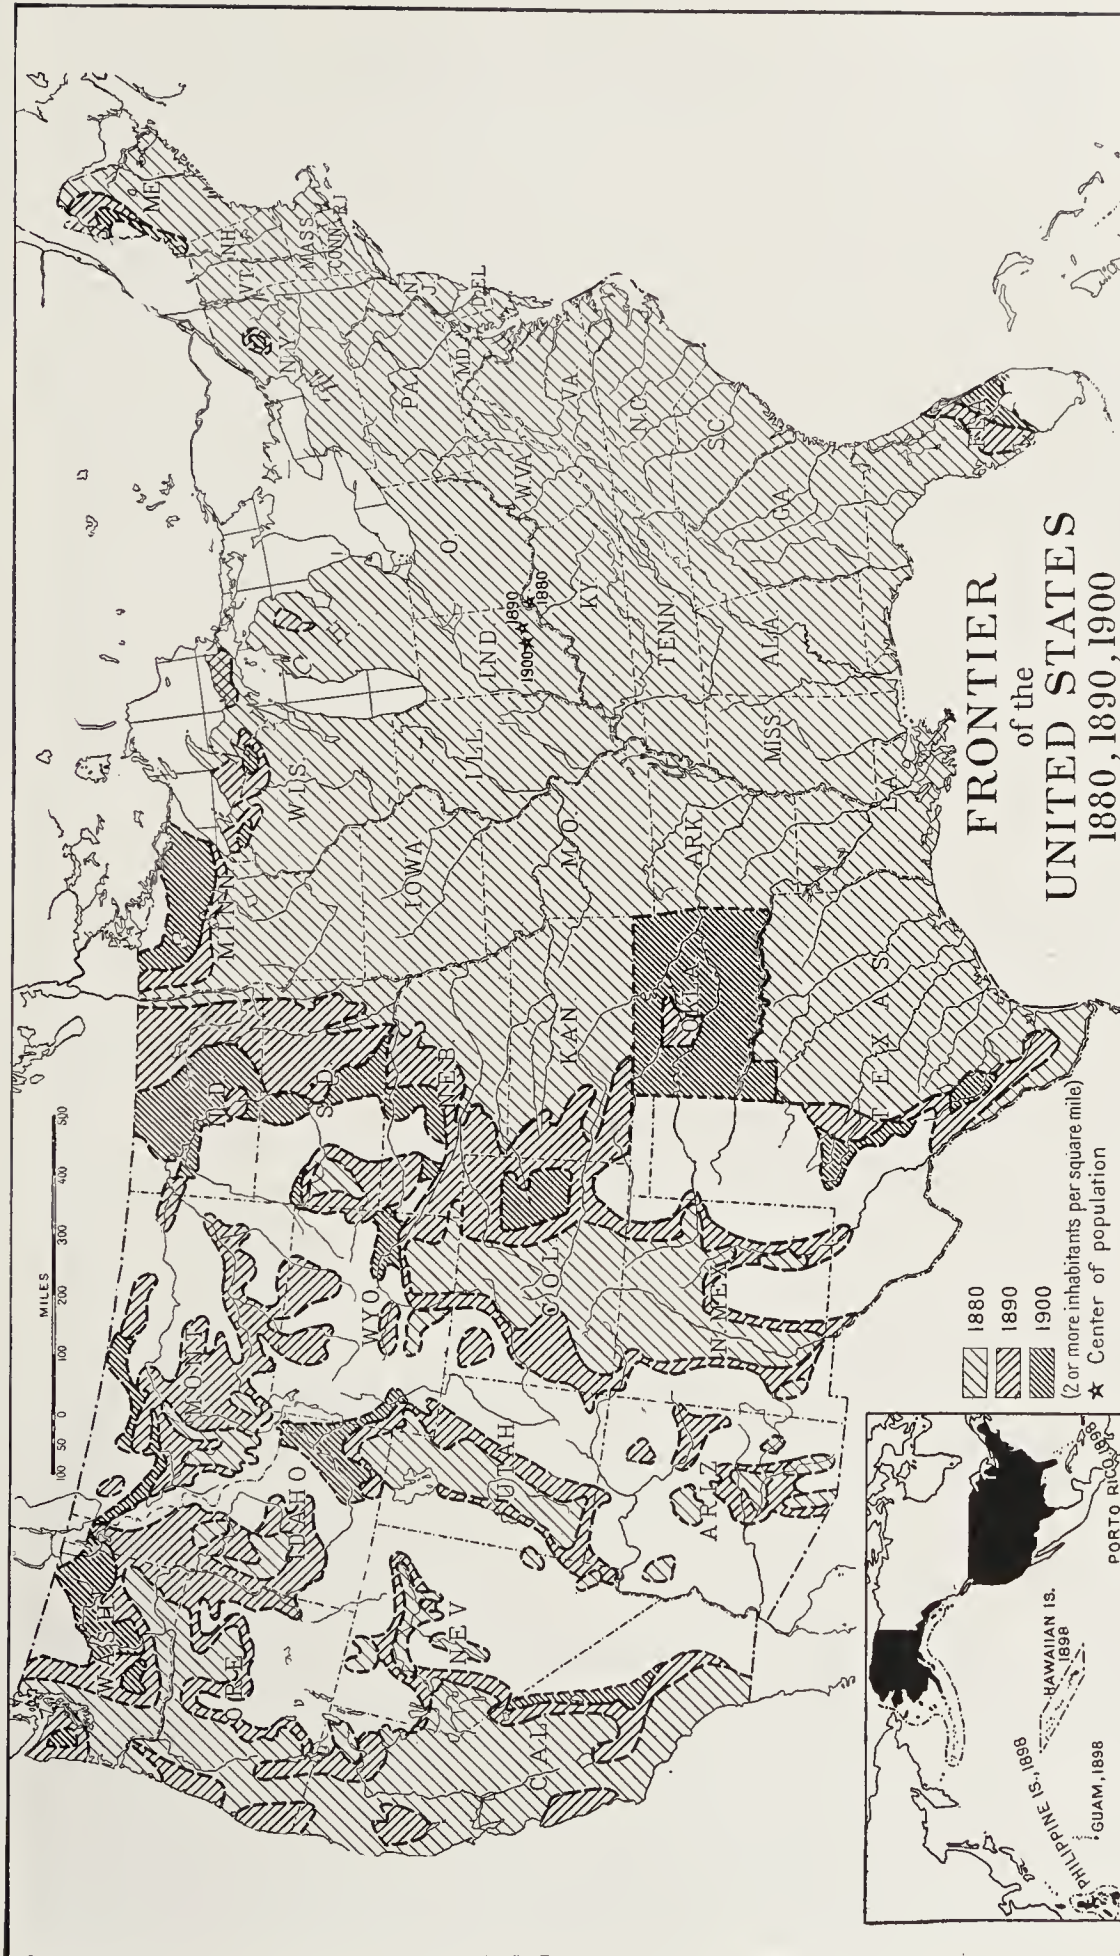 FRONTIER
of the
UNITED STATES
1880, 1890, 1900
1880
1890
1900
(2 or more inhabitants per square mile)
★ Center of population
MILES
100 50 0 100 200 300 400 500
WASH
ORE
CAL
NEV
IDAHO
MONT
WYO
UTAH
ARIZ
COLO
N MEX
N D
S D
NEB
KAN
OKLA
TEXAS
MINN
IOWA
MO
ARK
LA
WIS
ILL
IND
O
KY
TENN
MISS
ALA
GA
SC
N.C
VA
W.VA
MD
DEL
PA
N J
N.Y
CONN
RI
MASS
VT
NH
ME
1900
1890
1880
PHILIPPINE IS., 1898
GUAM, 1898
HAWAIIAN IS.
1898
PORTO RICO, 1898